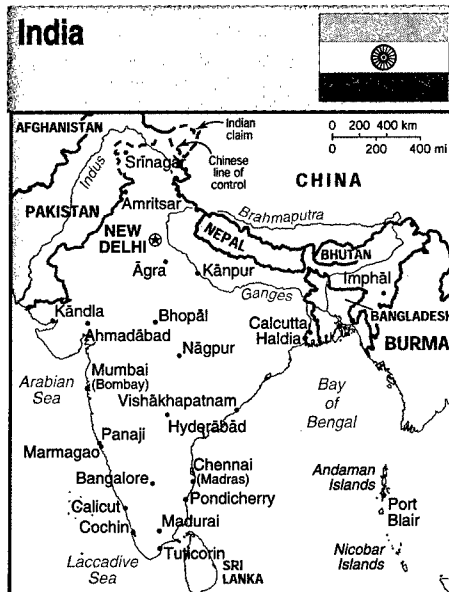 India
AFGHANISTAN
Indian
claim
0 200 400 km
0 200 400 mi
Indus
Srīnagar
Chinese
line of
control
CHINA
Amritsar
PAKISTAN
Brahmaputra
NEW
DELHI
NEPAL
BHUTAN
Āgra
Kānpur
Imphāl
Ganges
Kāndla
Bhopāl
BANGLADESH
Ahmadābād
Calcutta
Haldia
BURMA
Nāgpur
Mumbai
(Bombay)
Arabian
Sea
Bay
of
Bengal
Vishākhapatnam
Hyderābād
Panaji
Marmagao
Chennai
(Madras)
Andaman
Islands
Bangalore
Pondicherry
Port
Blair
Calicut
Cochin
Madurai
Nicobar
Islands
Tuticorin
Laccadive
Sea
SRI
LANKA